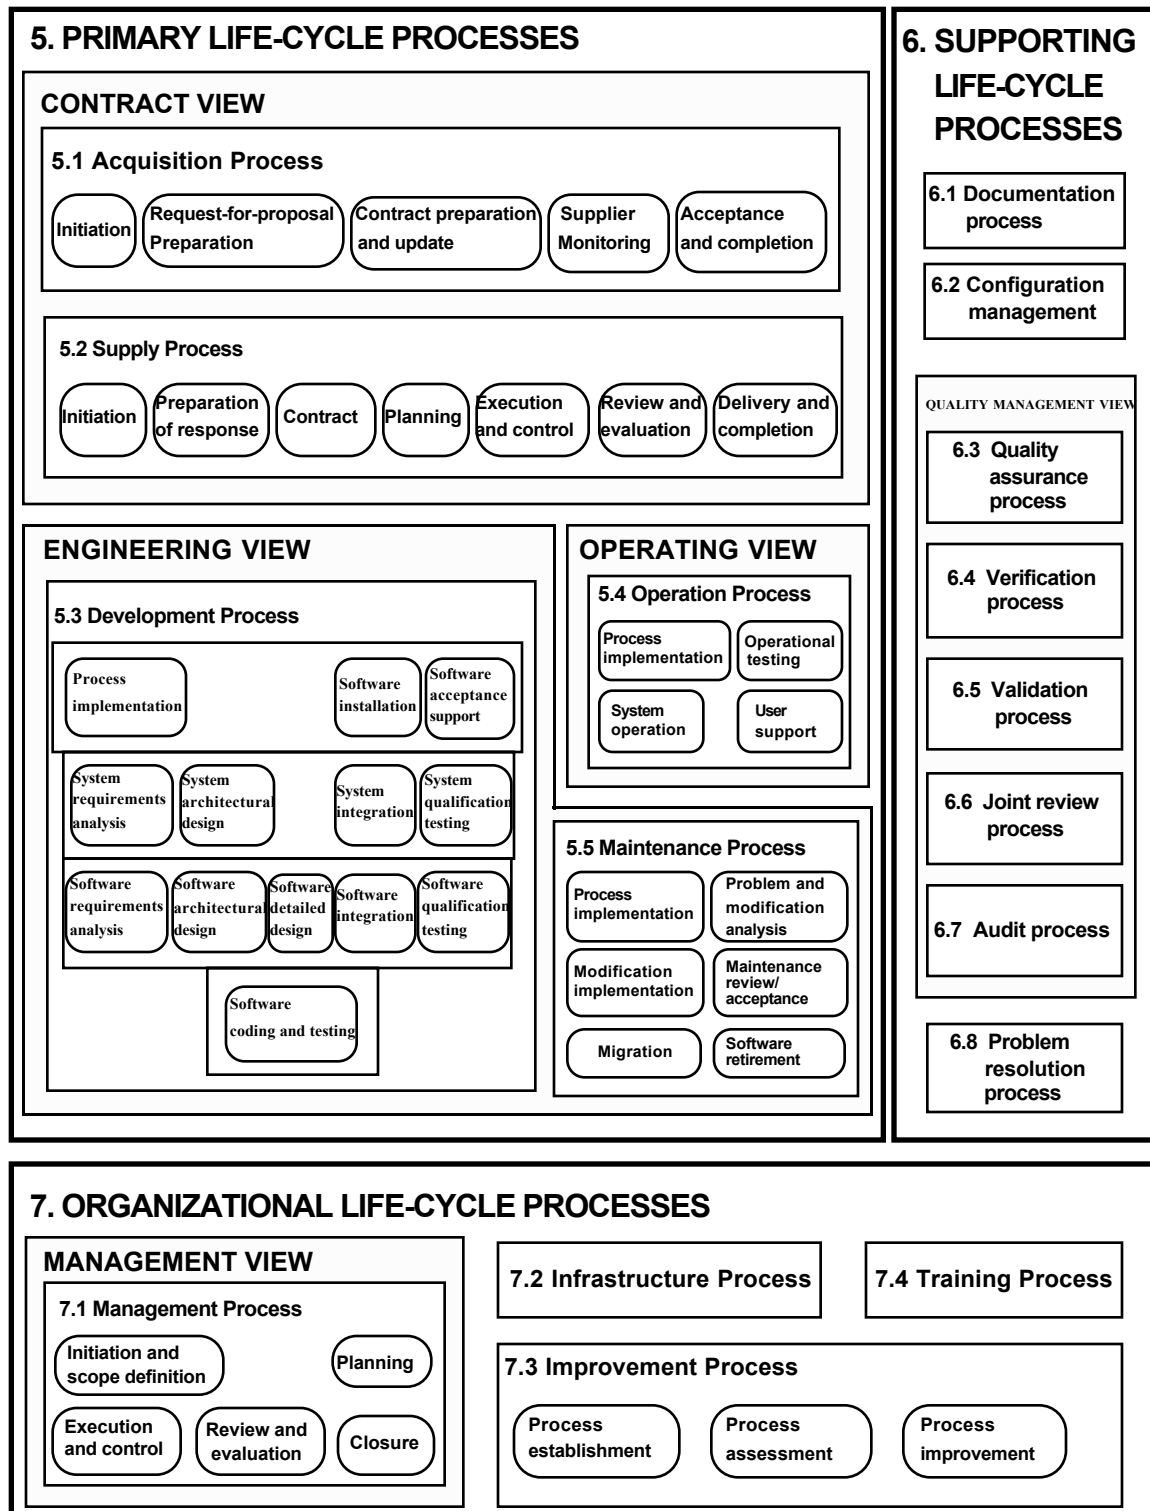 5. PRIMARY LIFE-CYCLE PROCESSES
CONTRACT VIEW
5.1 Acquisition Process
Initiation
Request-for-proposal
Preparation
Contract preparation
and update
Supplier
Monitoring
Acceptance
and completion
5.2 Supply Process
Initiation
Preparation
of response
Contract
Planning
Execution
and control
Review and
evaluation
Delivery and
completion
ENGINEERING VIEW
5.3 Development Process
Process
implementation
Software
installation
Software
acceptance
support
System
requirements
analysis
System
architectural
design
System
integration
System
qualification
testing
Software
requirements
analysis
Software
architectural
design
Software
detailed
design
Software
integration
Software
qualification
testing
Software
coding and testing
OPERATING VIEW
5.4 Operation Process
Process
implementation
Operational
testing
System
operation
User
support
5.5 Maintenance Process
Process
implementation
Problem and
modification
analysis
Modification
implementation
Maintenance
review/
acceptance
Migration
Software
retirement
6. SUPPORTING
LIFE-CYCLE
PROCESSES
6.1 Documentation
process
6.2 Configuration
management
QUALITY MANAGEMENT VIEW
6.3 Quality
assurance
process
6.4 Verification
process
6.5 Validation
process
6.6 Joint review
process
6.7 Audit process
6.8 Problem
resolution
process
7. ORGANIZATIONAL LIFE-CYCLE PROCESSES
MANAGEMENT VIEW
7.1 Management Process
Initiation and
scope definition
Planning
Execution
and control
Review and
evaluation
Closure
7.2 Infrastructure Process
7.4 Training Process
7.3 Improvement Process
Process
establishment
Process
assessment
Process
improvement